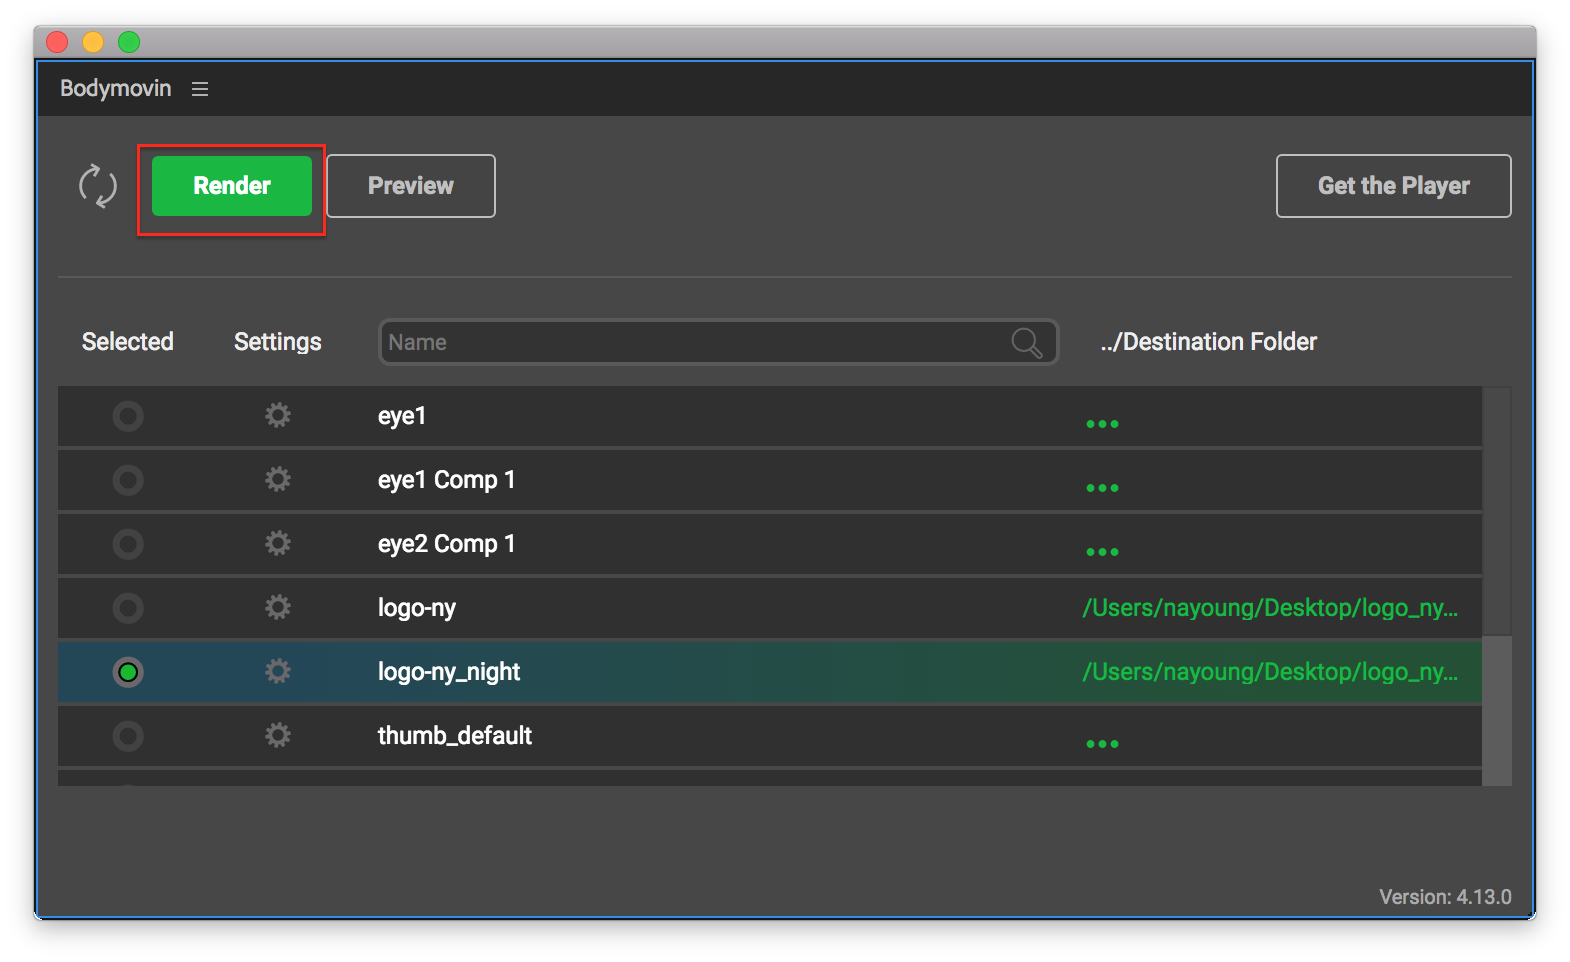 Bodymovin
Render Preview Get the Player
Selected Settings Name ../Destination Folder
eye1 ...
eye1 Comp 1 ...
eye2 Comp 1 ...
logo-ny /Users/nayoung/Desktop/logo_ny...
logo-ny_night /Users/nayoung/Desktop/logo_ny...
thumb_default ...
Version: 4.13.0